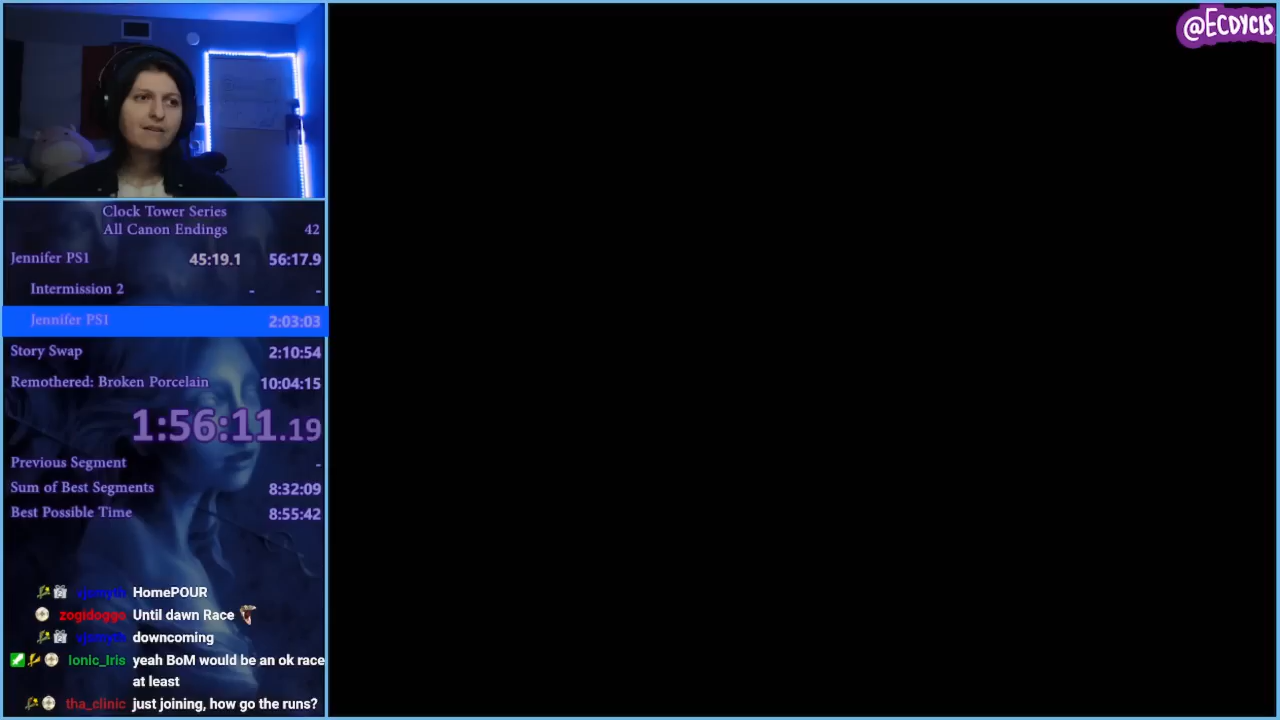 @ECDYCIS
Clock Tower Series
All Canon Endings 42
Jennifer PS1 45:19.1 56:17.9
Intermission 2 - -
Jennifer PS1 2:03:03
Story Swap 2:10:54
Remothered: Broken Porcelain 10:04:15
1:56:11.19
Previous Segment -
Sum of Best Segments 8:32:09
Best Possible Time 8:55:42
HomePOUR
zogidoggo Until dawn Race
downcoming
Ionic_Iris yeah BoM would be an ok race
at least
tha_clinic just joining, how go the runs?